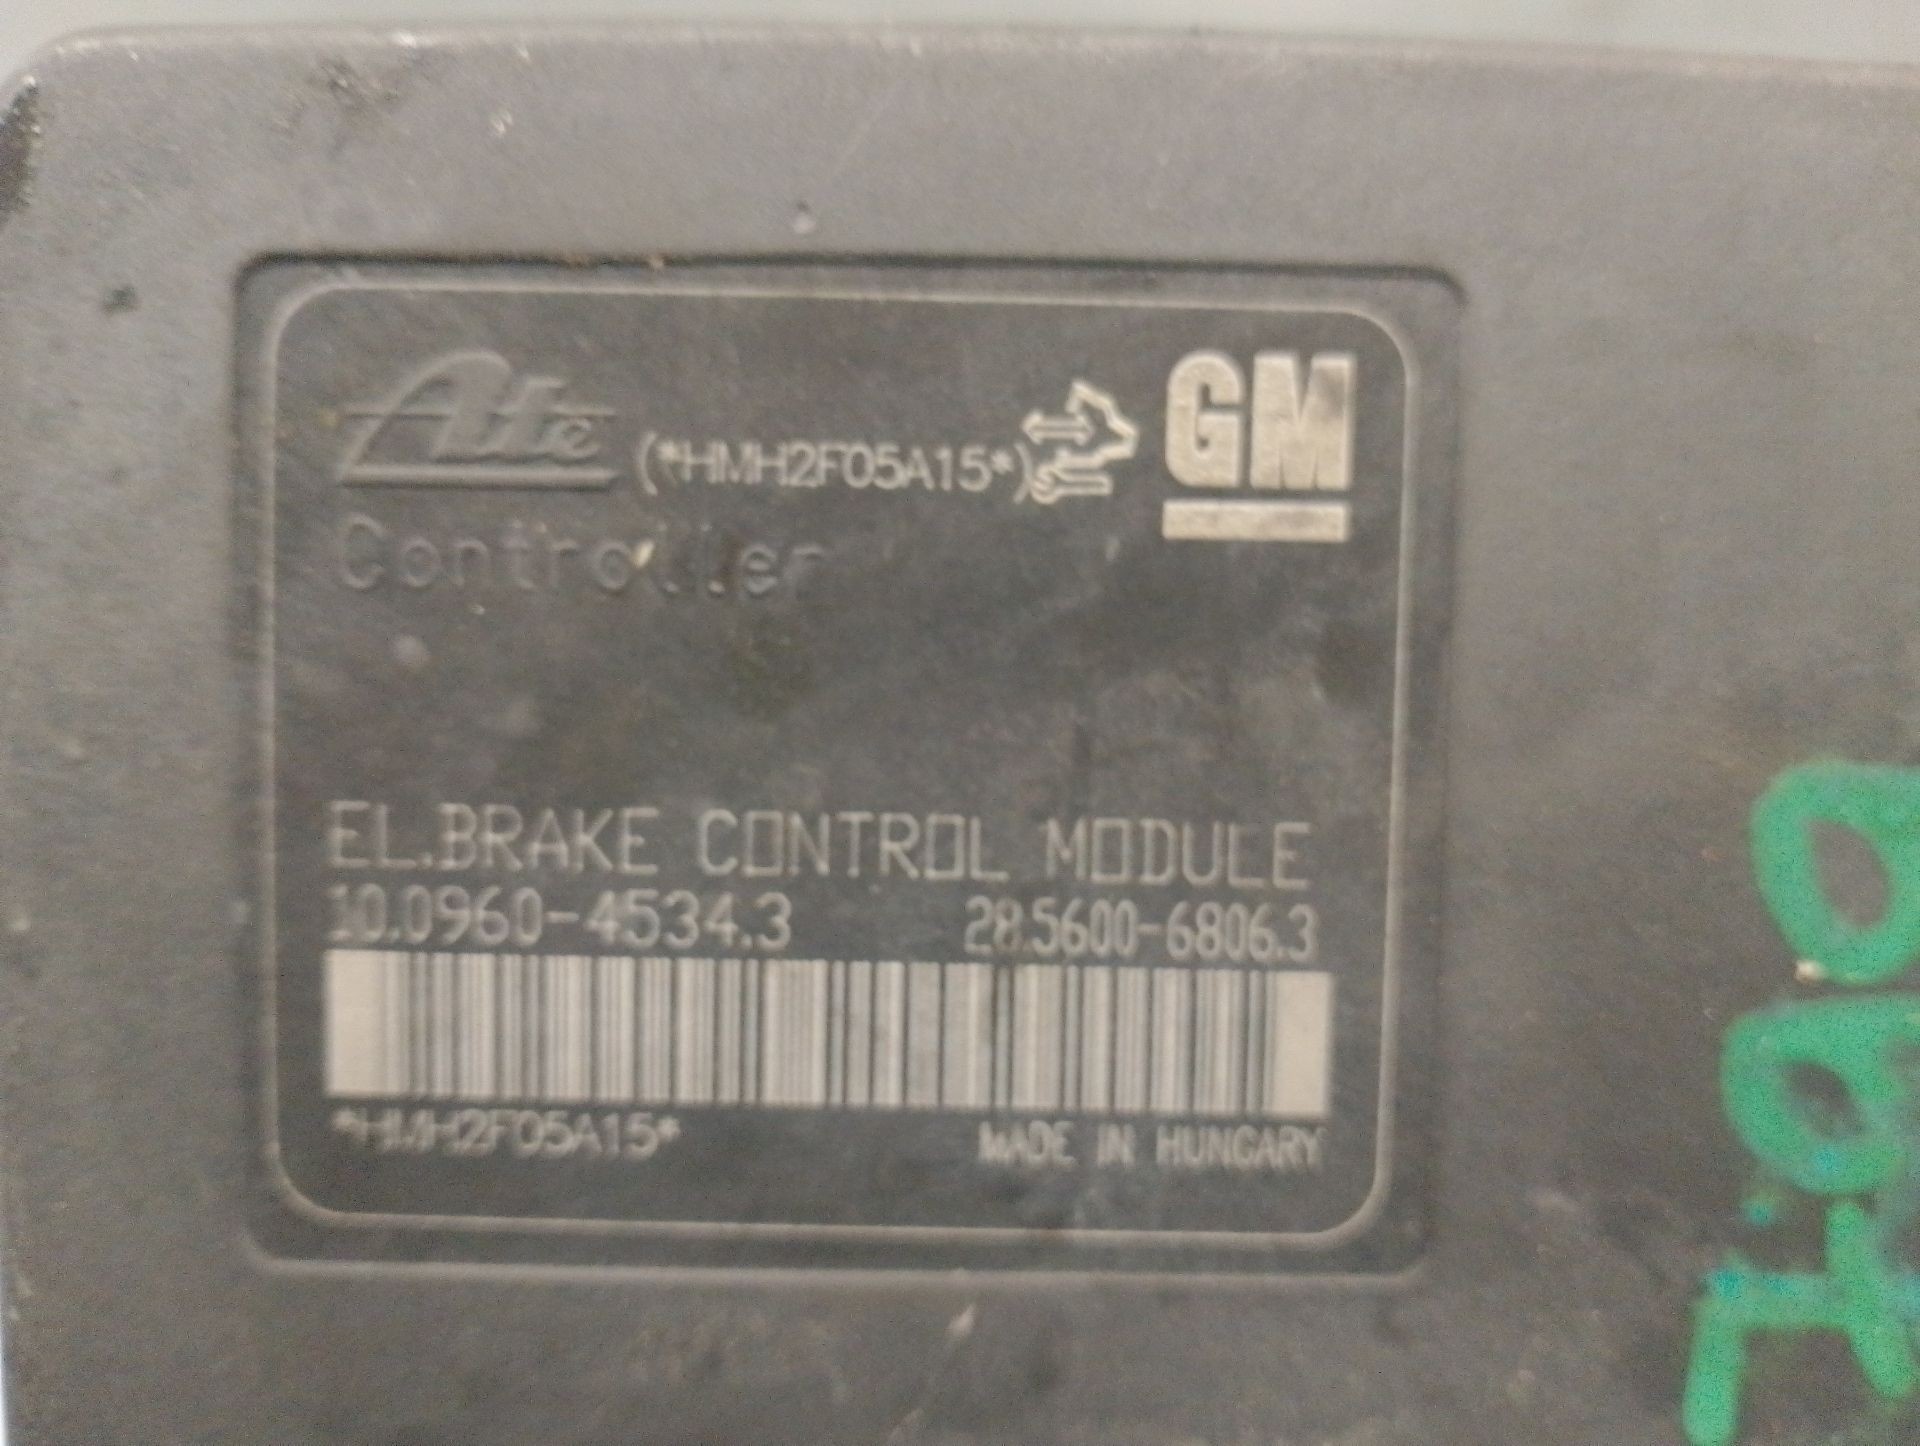 Ate (*HMH2F05A15*) GM
Controller
EL.BRAKE CONTROL MODULE
10.0960-4534.3 28.5600-6806.3
*HMH2F05A15* MADE IN HUNGARY